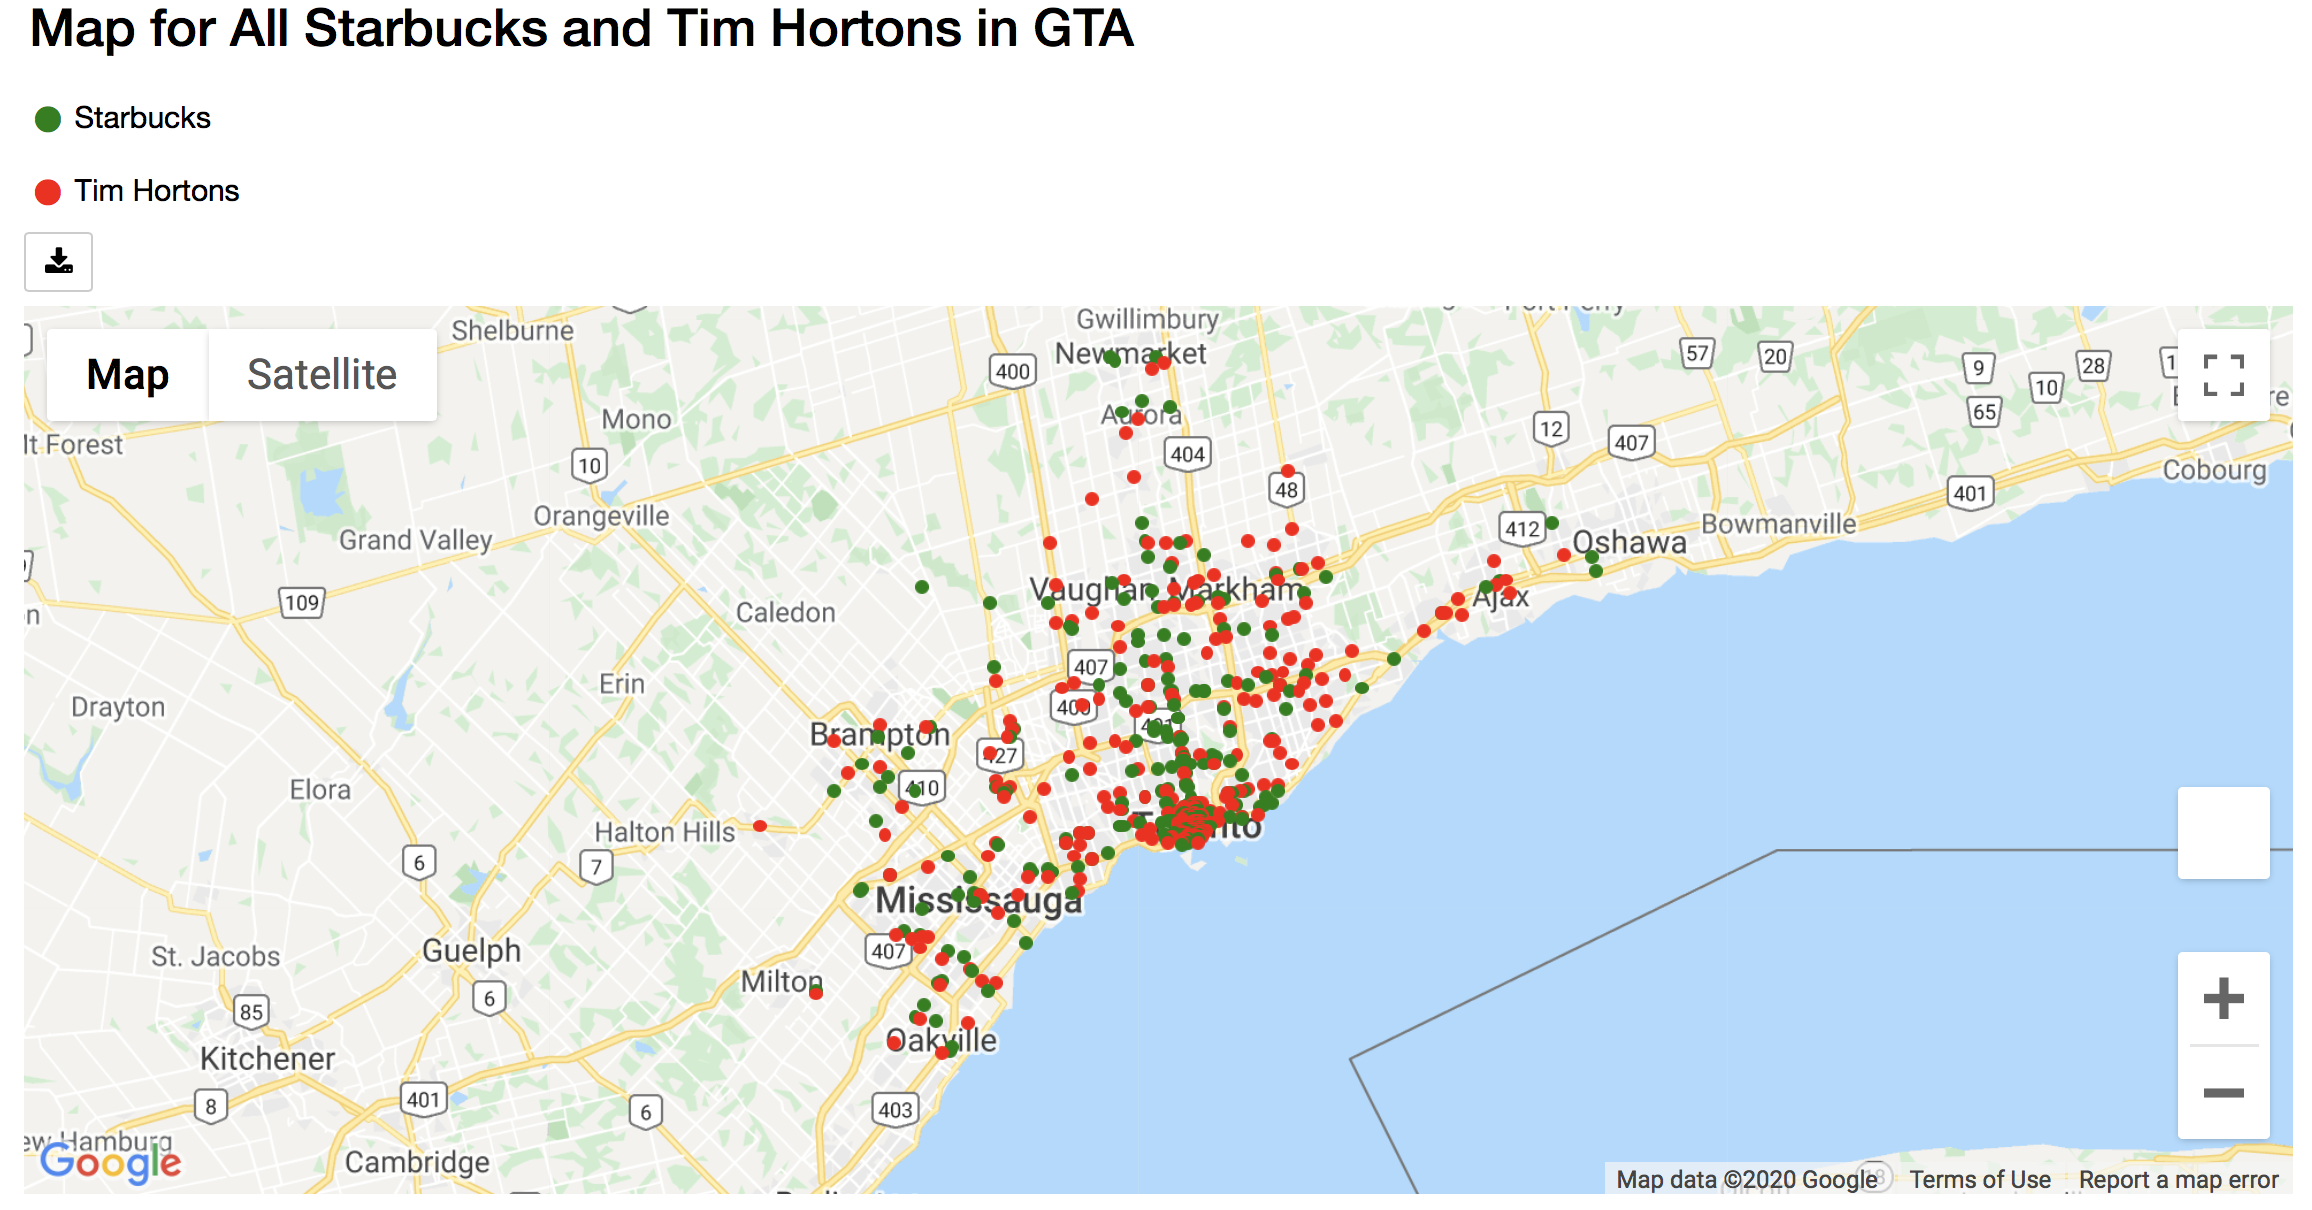 Map for All Starbucks and Tim Hortons in GTA
Starbucks
Tim Hortons
Map
Satellite
Shelburne
Gwillimbury
Newmarket
400
57
20
9
28
10
65
Mono
Aurora
12
407
lt Forest
10
404
48
Cobourg
401
Orangeville
412
Bowmanville
Grand Valley
Oshawa
109
Vaughan
Markham
Ajax
Caledon
407
Erin
Drayton
400
401
Brampton
427
Elora
410
Halton Hills
Toronto
6
7
Mississauga
Guelph
407
St. Jacobs
Milton
6
85
Oakville
Kitchener
401
8
6
403
ew Hamburg
Google
Cambridge
Map data ©2020 Google
Terms of Use
Report a map error